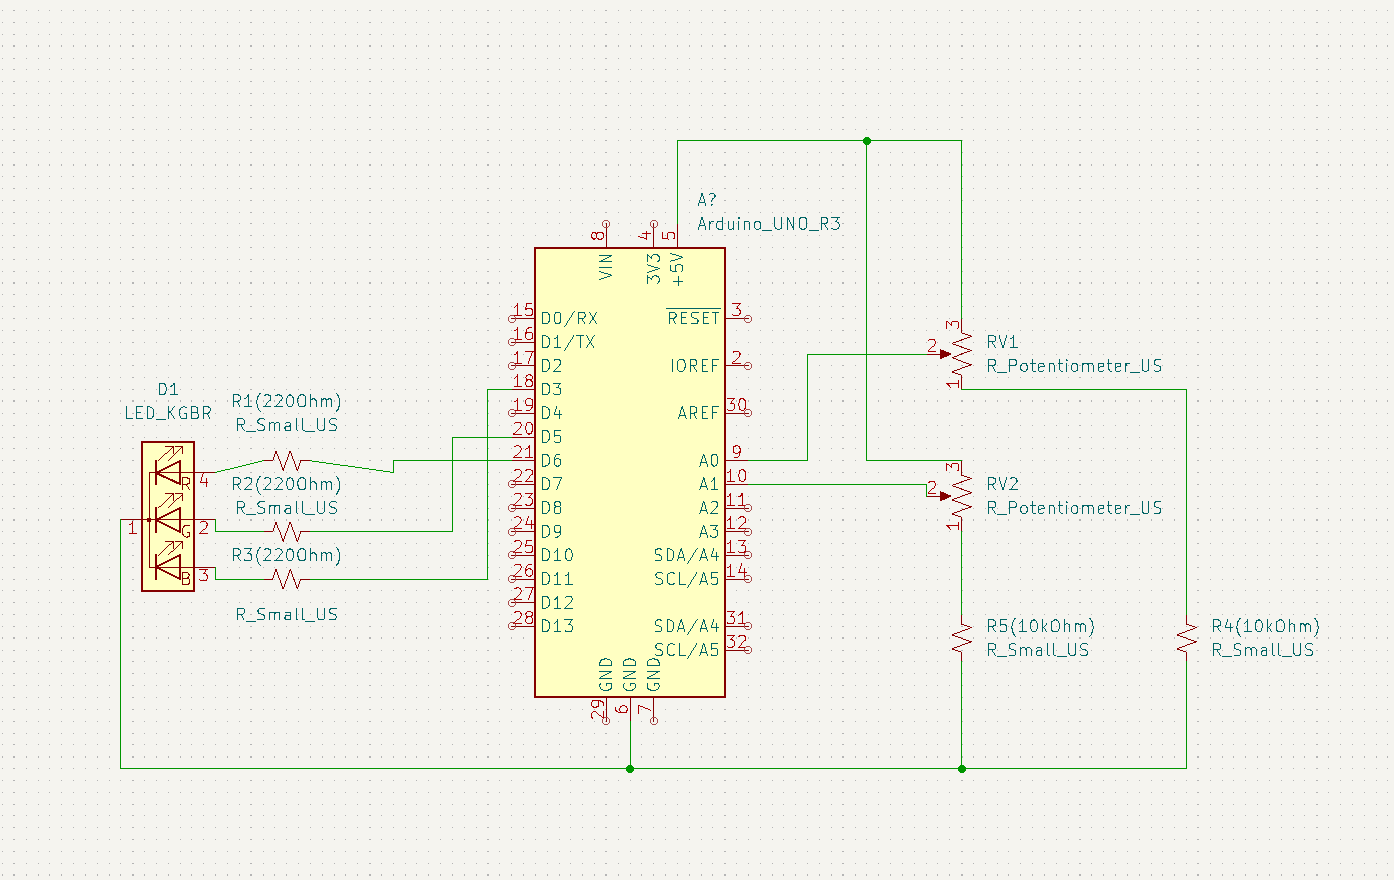 A?
Arduino_UNO_R3
8
4
5
VIN
3V3
+5V
15
D0/RX
RESET
3
16
D1/TX
17
D2
IOREF
2
18
D3
19
D4
AREF
30
20
D5
21
D6
A0
9
22
D7
A1
10
23
D8
A2
11
24
D9
A3
12
25
D10
SDA/A4
13
26
D11
SCL/A5
14
27
D12
28
D13
SDA/A4
31
SCL/A5
32
GND
GND
GND
29
6
7
D1
LED_KGBR
R
4
1
G
2
B
3
R1(220Ohm)
R_Small_US
R2(220Ohm)
R_Small_US
R3(220Ohm)
R_Small_US
3
2
1
RV1
R_Potentiometer_US
3
2
1
RV2
R_Potentiometer_US
R5(10kOhm)
R_Small_US
R4(10kOhm)
R_Small_US